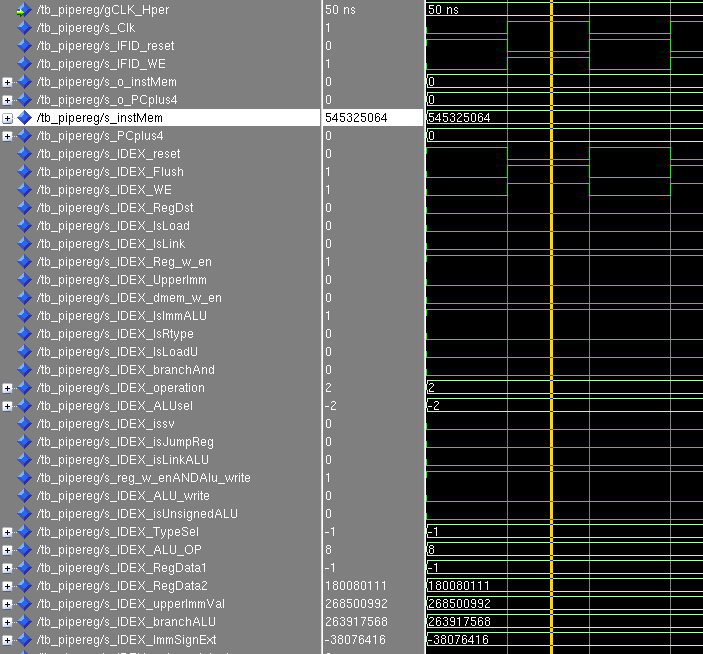 /tb_pipereg/gCLK_Hper 50 ns 50 ns
/tb_pipereg/s_Clk 1
/tb_pipereg/s_IFID_reset 0
/tb_pipereg/s_IFID_WE 1
/tb_pipereg/s_o_instMem 0 0
/tb_pipereg/s_o_PCplus4 0 0
/tb_pipereg/s_instMem 545325064 545325064
/tb_pipereg/s_PCplus4 0 0
/tb_pipereg/s_IDEX_reset 0
/tb_pipereg/s_IDEX_Flush 1
/tb_pipereg/s_IDEX_WE 1
/tb_pipereg/s_IDEX_RegDst 0
/tb_pipereg/s_IDEX_IsLoad 0
/tb_pipereg/s_IDEX_IsLink 0
/tb_pipereg/s_IDEX_Reg_w_en 1
/tb_pipereg/s_IDEX_UpperImm 0
/tb_pipereg/s_IDEX_dmem_w_en 0
/tb_pipereg/s_IDEX_IsImmALU 1
/tb_pipereg/s_IDEX_IsRtype 0
/tb_pipereg/s_IDEX_IsLoadU 0
/tb_pipereg/s_IDEX_branchAnd 0
/tb_pipereg/s_IDEX_operation 2 2
/tb_pipereg/s_IDEX_ALUsel -2 -2
/tb_pipereg/s_IDEX_issv 0
/tb_pipereg/s_IDEX_isJumpReg 0
/tb_pipereg/s_IDEX_isLinkALU 0
/tb_pipereg/s_reg_w_enANDAlu_write 1
/tb_pipereg/s_IDEX_ALU_write 0
/tb_pipereg/s_IDEX_isUnsignedALU 0
/tb_pipereg/s_IDEX_TypeSel -1 -1
/tb_pipereg/s_IDEX_ALU_OP 8 8
/tb_pipereg/s_IDEX_RegData1 -1 -1
/tb_pipereg/s_IDEX_RegData2 180080111 180080111
/tb_pipereg/s_IDEX_upperImmVal 268500992 268500992
/tb_pipereg/s_IDEX_branchALU 263917568 263917568
/tb_pipereg/s_IDEX_ImmSignExt -38076416 -38076416